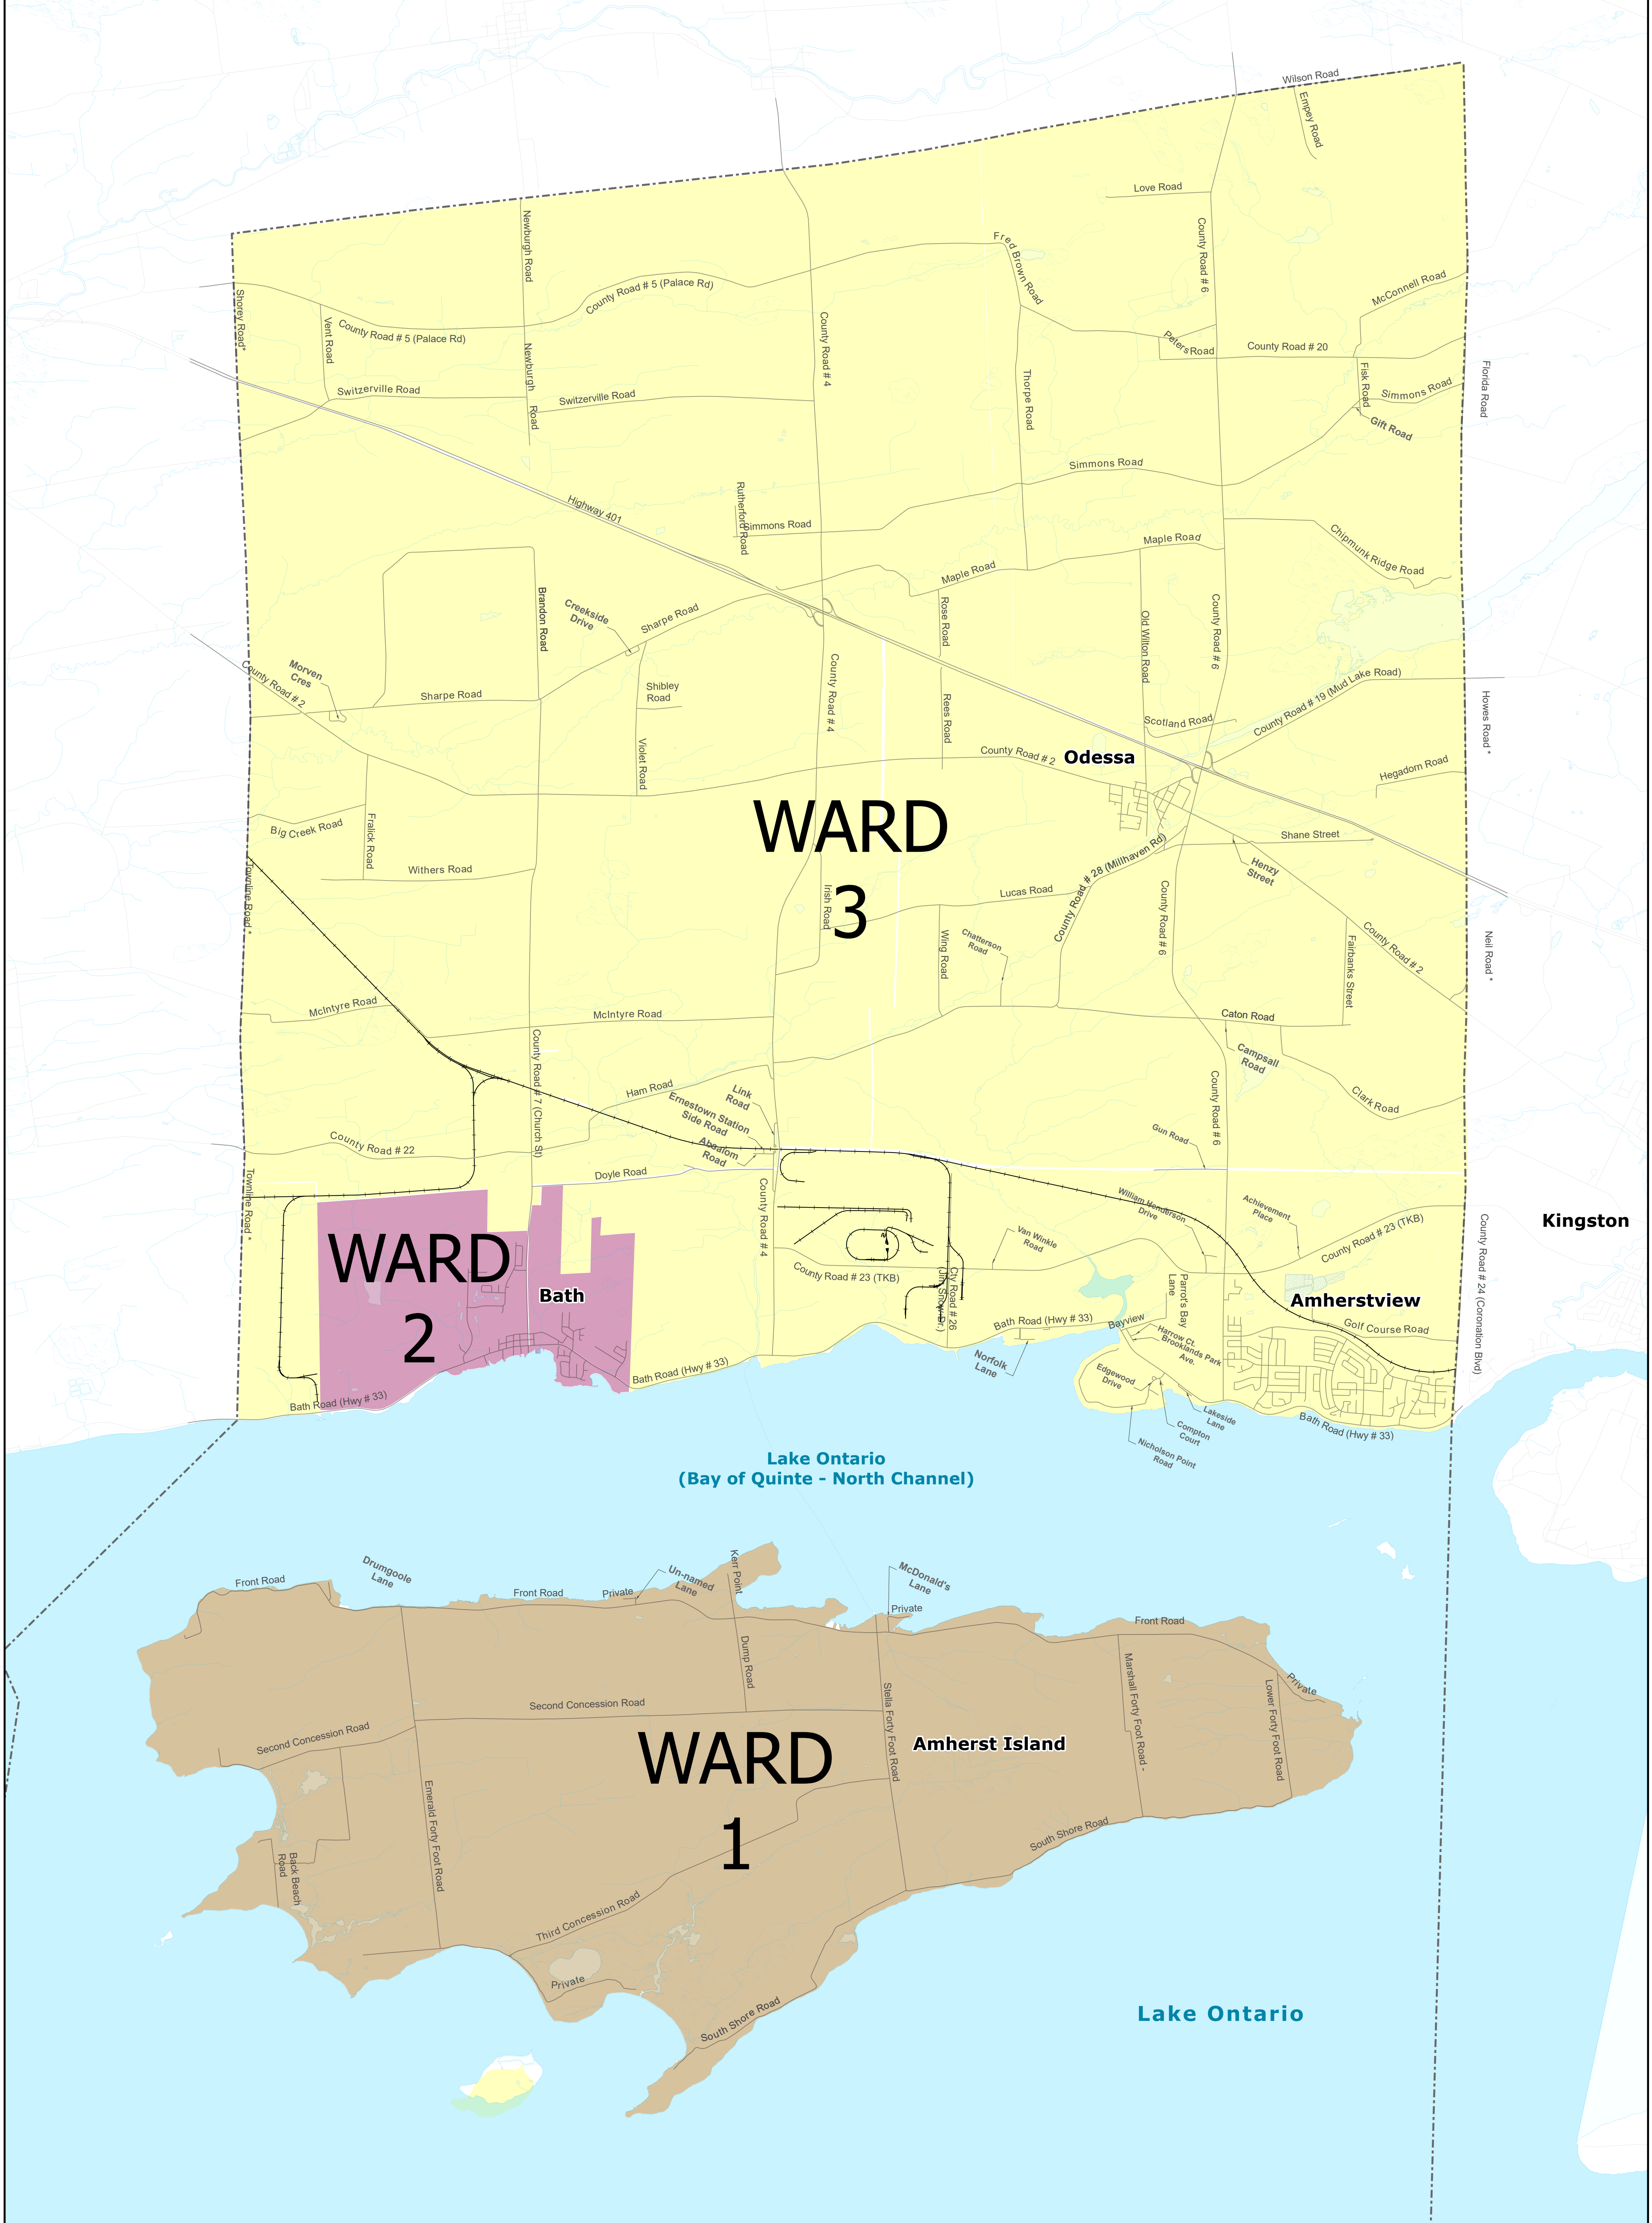 Wilson Road
Empey Road
Love Road
Newburgh Road
Fred Brown Road
County Road # 6
McConnell Road
Shorey Road*
County Road # 5 (Palace Rd)
Vent Road
County Road # 5 (Palace Rd)
County Road # 4
Peters Road
County Road # 20
Newburgh Road
Thorpe Road
Fisk Road
Florida Road
Switzerville Road
Switzerville Road
Simmons Road
Gift Road
Simmons Road
Highway 401
Rutherford Road
Simmons Road
Maple Road
Chipmunk Ridge Road
Maple Road
Brandon Road
Creekside
Drive
Sharpe Road
Rose Road
Old Wilton Road
County Road # 6
Morven
Cres
County Road # 2
Sharpe Road
Shibley
Road
County Road # 4
Rees Road
Scotland Road
County Road # 19 (Mud Lake Road)
Howes Road *
Violet Road
County Road # 2
Odessa
Hegadorn Road
WARD
3
Big Creek Road
Fralick Road
Withers Road
Shane Street
Henzy
Street
County Road # 28 (Millhaven Rd)
Townline Road *
Irish Road
Lucas Road
County Road # 6
Wing Road
Chatterson
Road
Fairbanks Street
County Road # 2
Neil Road *
McIntyre Road
McIntyre Road
Caton Road
Campsall
Road
County Road # 7 (Church St)
Ham Road
Link
Road
Ernestown Station
Side Road
Absalom
Road
County Road # 6
Clark Road
Gun Road
County Road # 22
Doyle Road
Townline Road *
County Road # 4
William Henderson
Drive
Achievement
Place
Van Winkle
Road
County Road # 23 (TKB)
County Road # 24 (Coronation Blvd)
Kingston
WARD
2
Bath
County Road # 23 (TKB)
Cty Road # 26
(Jim Snow Dr.)
Parrot's Bay
Lane
Amherstview
Bath Road (Hwy # 33)
Bayview
Golf Course Road
Harrow Ct.
Brooklands Park
Ave.
Norfolk
Lane
Edgewood
Drive
Bath Road (Hwy # 33)
Bath Road (Hwy # 33)
Lakeside
Lane
Compton
Court
Bath Road (Hwy # 33)
Nicholson Point
Road
Lake Ontario
(Bay of Quinte - North Channel)
Front Road
Drumgoole
Lane
Front Road
Private
Un-named
Lane
Kerr Point
McDonald's
Lane
Private
Front Road
Dump Road
Stella Forty Foot Road
Marshall Forty Foot Road -
Lower Forty Foot Road
Private
Second Concession Road
Second Concession Road
WARD
1
Amherst Island
Emerald Forty Foot Road
South Shore Road
Back Beach
Road
Third Concession Road
Private
South Shore Road
Lake Ontario